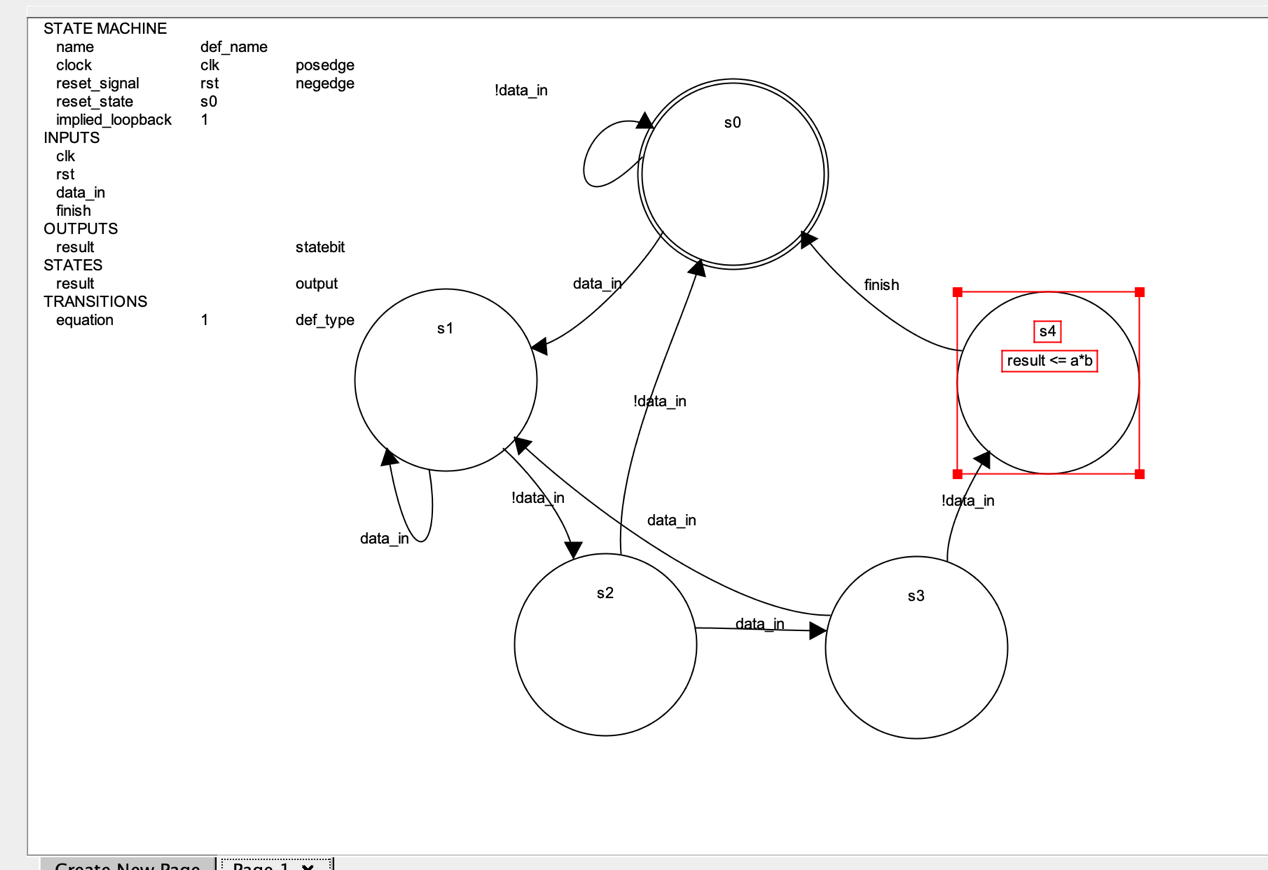 STATE MACHINE
name def_name
clock clk posedge
reset_signal rst negedge
reset_state s0
implied_loopback 1
INPUTS
clk
rst
data_in
finish
OUTPUTS
result statebit
STATES
result output
TRANSITIONS
equation 1 def_type
!data_in
s0
data_in
finish
s1
s4
result <= a*b
!data_in
!data_in
!data_in
data_in
data_in
s2
s3
data_in
Create New Page
Page 1